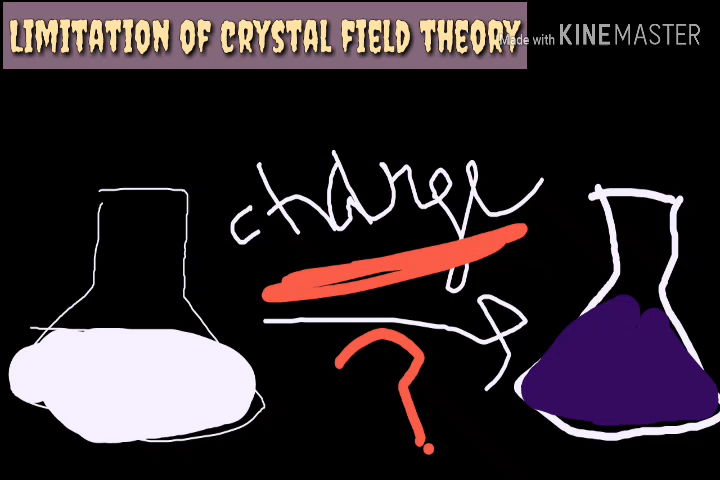 LIMITATION OF CRYSTAL FIELD THEORY
Made with KINEMASTER
charge
?